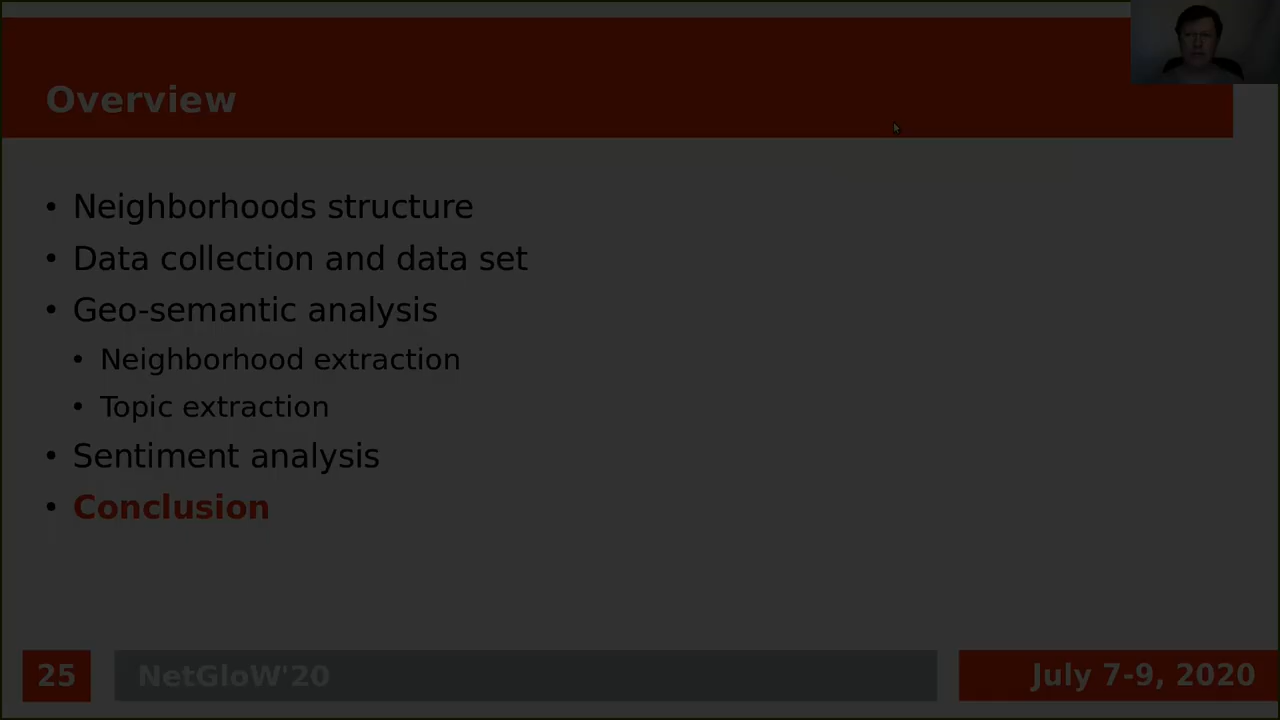 Overview
• Neighborhoods structure
• Data collection and data set
• Geo-semantic analysis
• Neighborhood extraction
• Topic extraction
• Sentiment analysis
• Conclusion
25
NetGloW'20
July 7-9, 2020